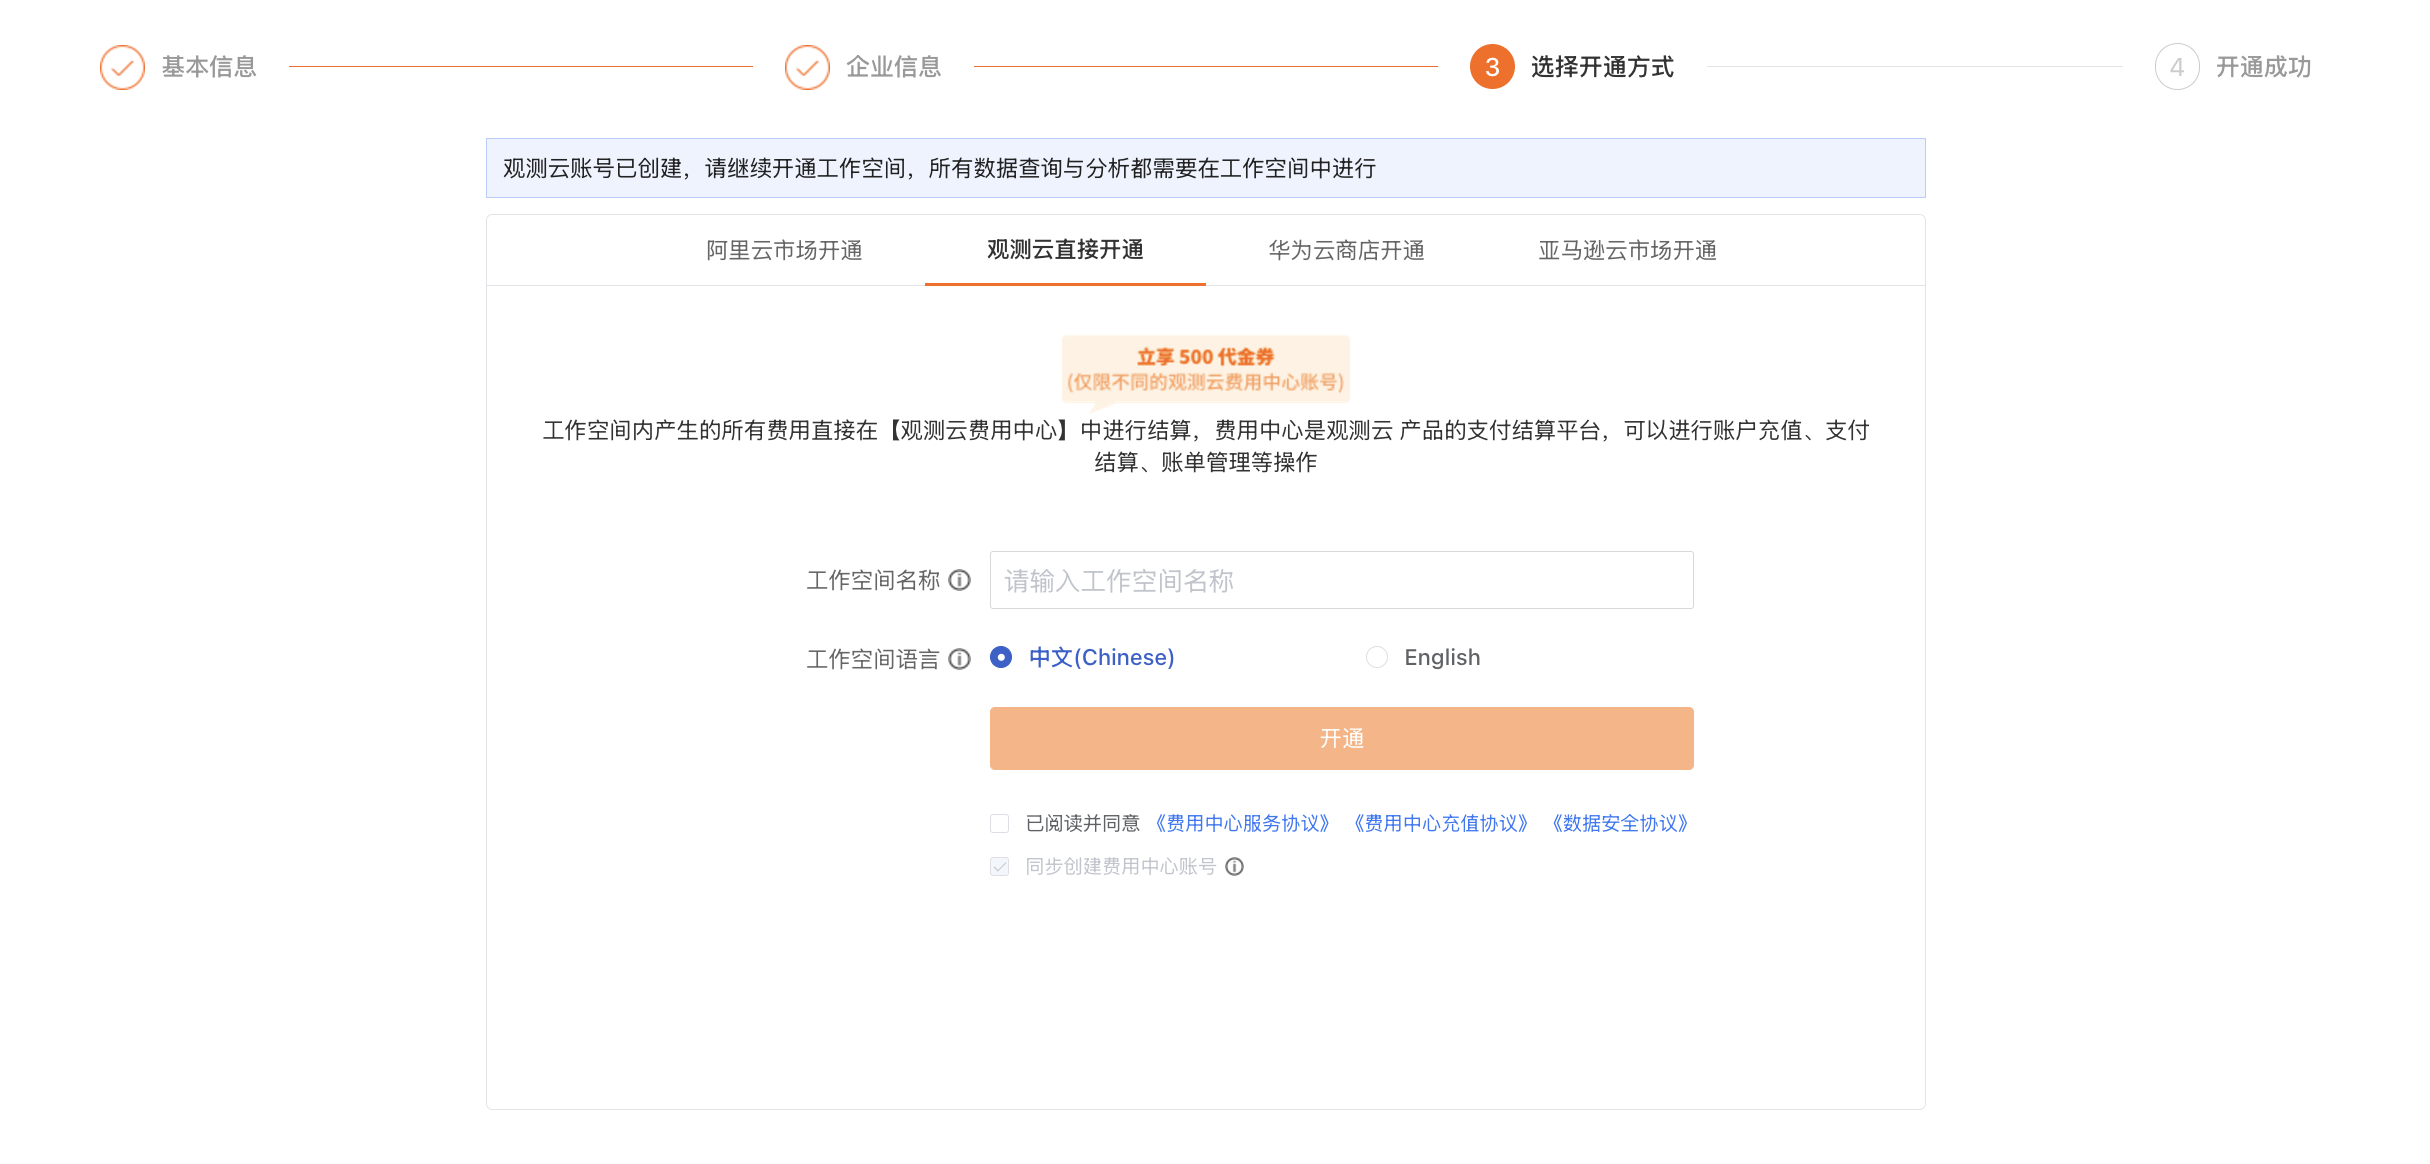 基本信息
企业信息
3 选择开通方式
4 开通成功
观测云账号已创建，请继续开通工作空间，所有数据查询与分析都需要在工作空间中进行
阿里云市场开通
观测云直接开通
华为云商店开通
亚马逊云市场开通
立享 500 代金券
(仅限不同的观测云费用中心账号)
工作空间内产生的所有费用直接在【观测云费用中心】中进行结算，费用中心是观测云 产品的支付结算平台，可以进行账户充值、支付
结算、账单管理等操作
工作空间名称
请输入工作空间名称
工作空间语言
中文(Chinese)
English
开通
已阅读并同意 《费用中心服务协议》 《费用中心充值协议》 《数据安全协议》
同步创建费用中心账号